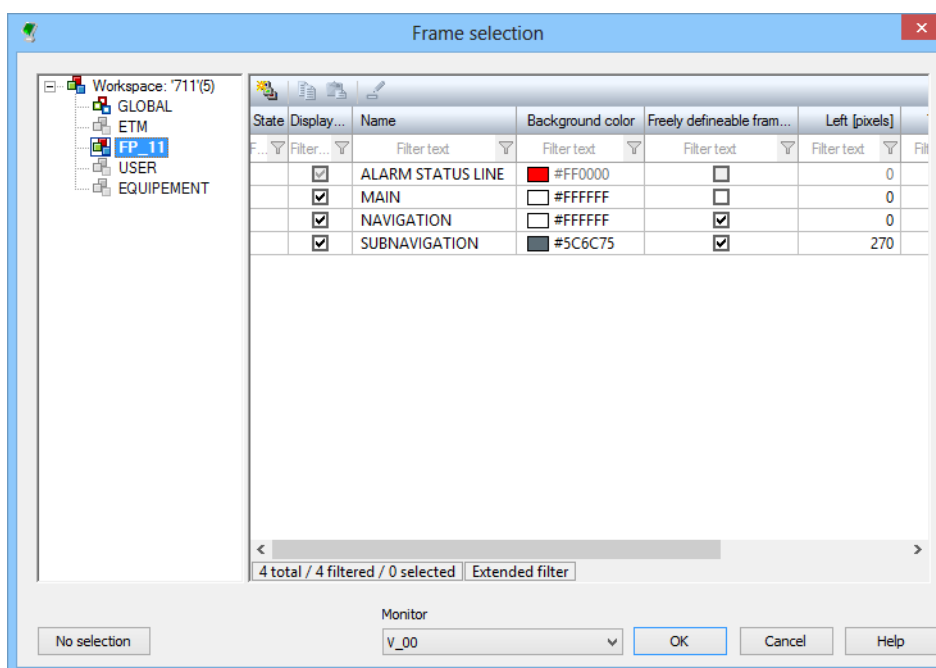 Frame selection
Workspace: '711'(5)
GLOBAL
ETM
FP_11
USER
EQUIPEMENT
State Display... Name Background color Freely defineable fram... Left [pixels]
F... Filter... Filter text Filter text Filter text Filter text Filt
ALARM STATUS LINE #FF0000 0
MAIN #FFFFFF 0
NAVIGATION #FFFFFF 0
SUBNAVIGATION #5C6C75 270
4 total / 4 filtered / 0 selected Extended filter
Monitor
No selection V_00 OK Cancel Help